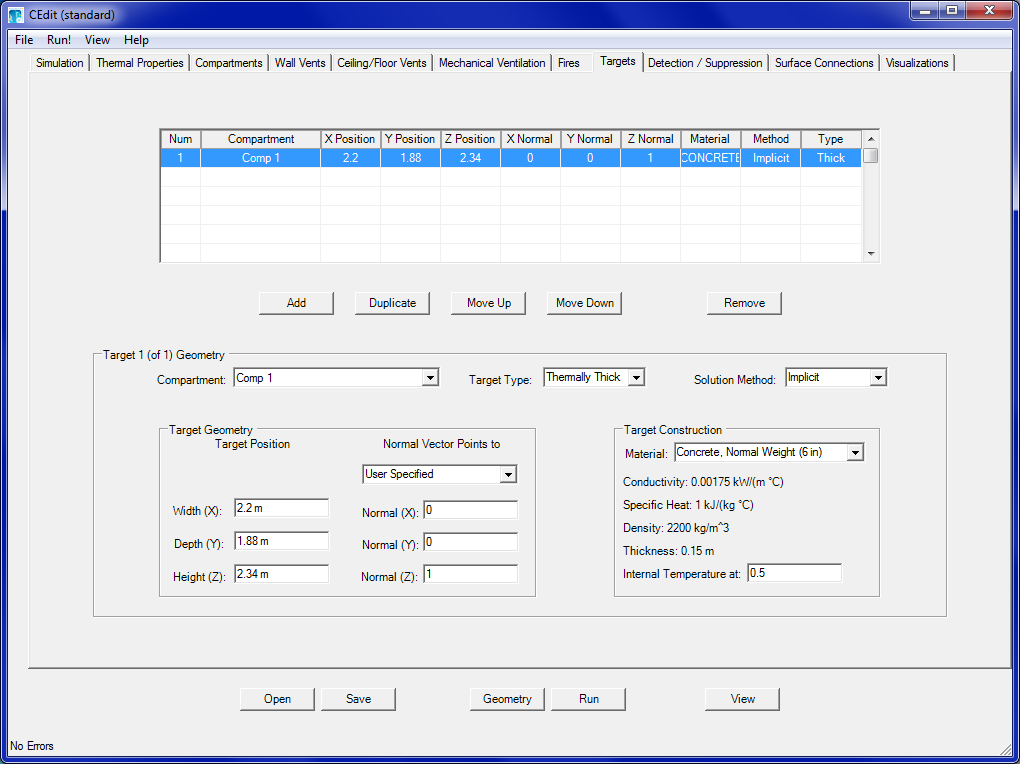 CEdit (standard)
File Run! View Help
Simulation Thermal Properties Compartments Wall Vents Ceiling/Floor Vents Mechanical Ventilation Fires Targets Detection / Suppression Surface Connections Visualizations
Num Compartment X Position Y Position Z Position X Normal Y Normal Z Normal Material Method Type
1 Comp 1 2.2 1.88 2.34 0 0 1 CONCRETE Implicit Thick
Add Duplicate Move Up Move Down Remove
Target 1 (of 1) Geometry
Compartment: Comp 1 Target Type: Thermally Thick Solution Method: Implicit
Target Geometry
Target Position Normal Vector Points to
User Specified
Width (X): 2.2 m Normal (X): 0
Depth (Y): 1.88 m Normal (Y): 0
Height (Z): 2.34 m Normal (Z): 1
Target Construction
Material: Concrete, Normal Weight (6 in)
Conductivity: 0.00175 kW/(m °C)
Specific Heat: 1 kJ/(kg °C)
Density: 2200 kg/m^3
Thickness: 0.15 m
Internal Temperature at: 0.5
Open Save Geometry Run View
No Errors